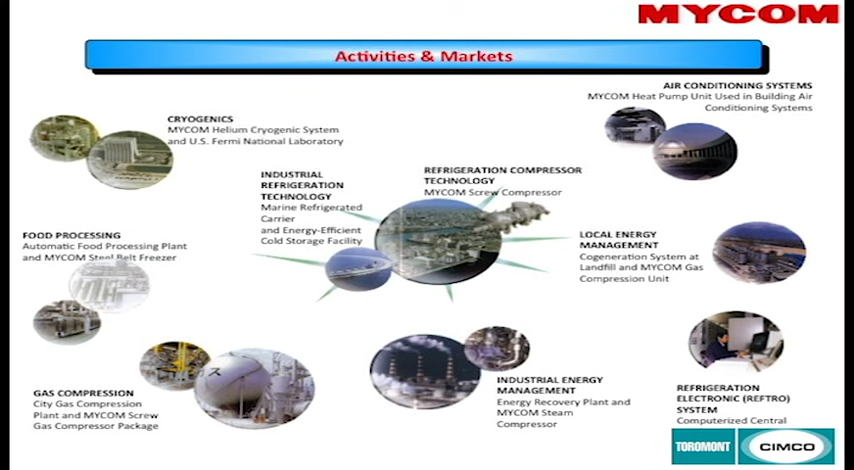 MYCOM
Activities & Markets
AIR CONDITIONING SYSTEMS
MYCOM Heat Pump Unit Used in Building Air
Conditioning Systems
CRYOGENICS
MYCOM Helium Cryogenic System
and U.S. Fermi National Laboratory
INDUSTRIAL
REFRIGERATION
TECHNOLOGY
Marine Refrigerated
Carrier
and Energy-Efficient
Cold Storage Facility
REFRIGERATION COMPRESSOR
TECHNOLOGY
MYCOM Screw Compressor
FOOD PROCESSING
Automatic Food Processing Plant
and MYCOM Steel Belt Freezer
LOCAL ENERGY
MANAGEMENT
Cogeneration System at
Landfill and MYCOM Gas
Compression Unit
GAS COMPRESSION
City Gas Compression
Plant and MYCOM Screw
Gas Compressor Package
ス
INDUSTRIAL ENERGY
MANAGEMENT
Energy Recovery Plant and
MYCOM Steam
Compressor
REFRIGERATION
ELECTRONIC (REFTRO)
SYSTEM
Computerized Central
TOROMONT CIMCO